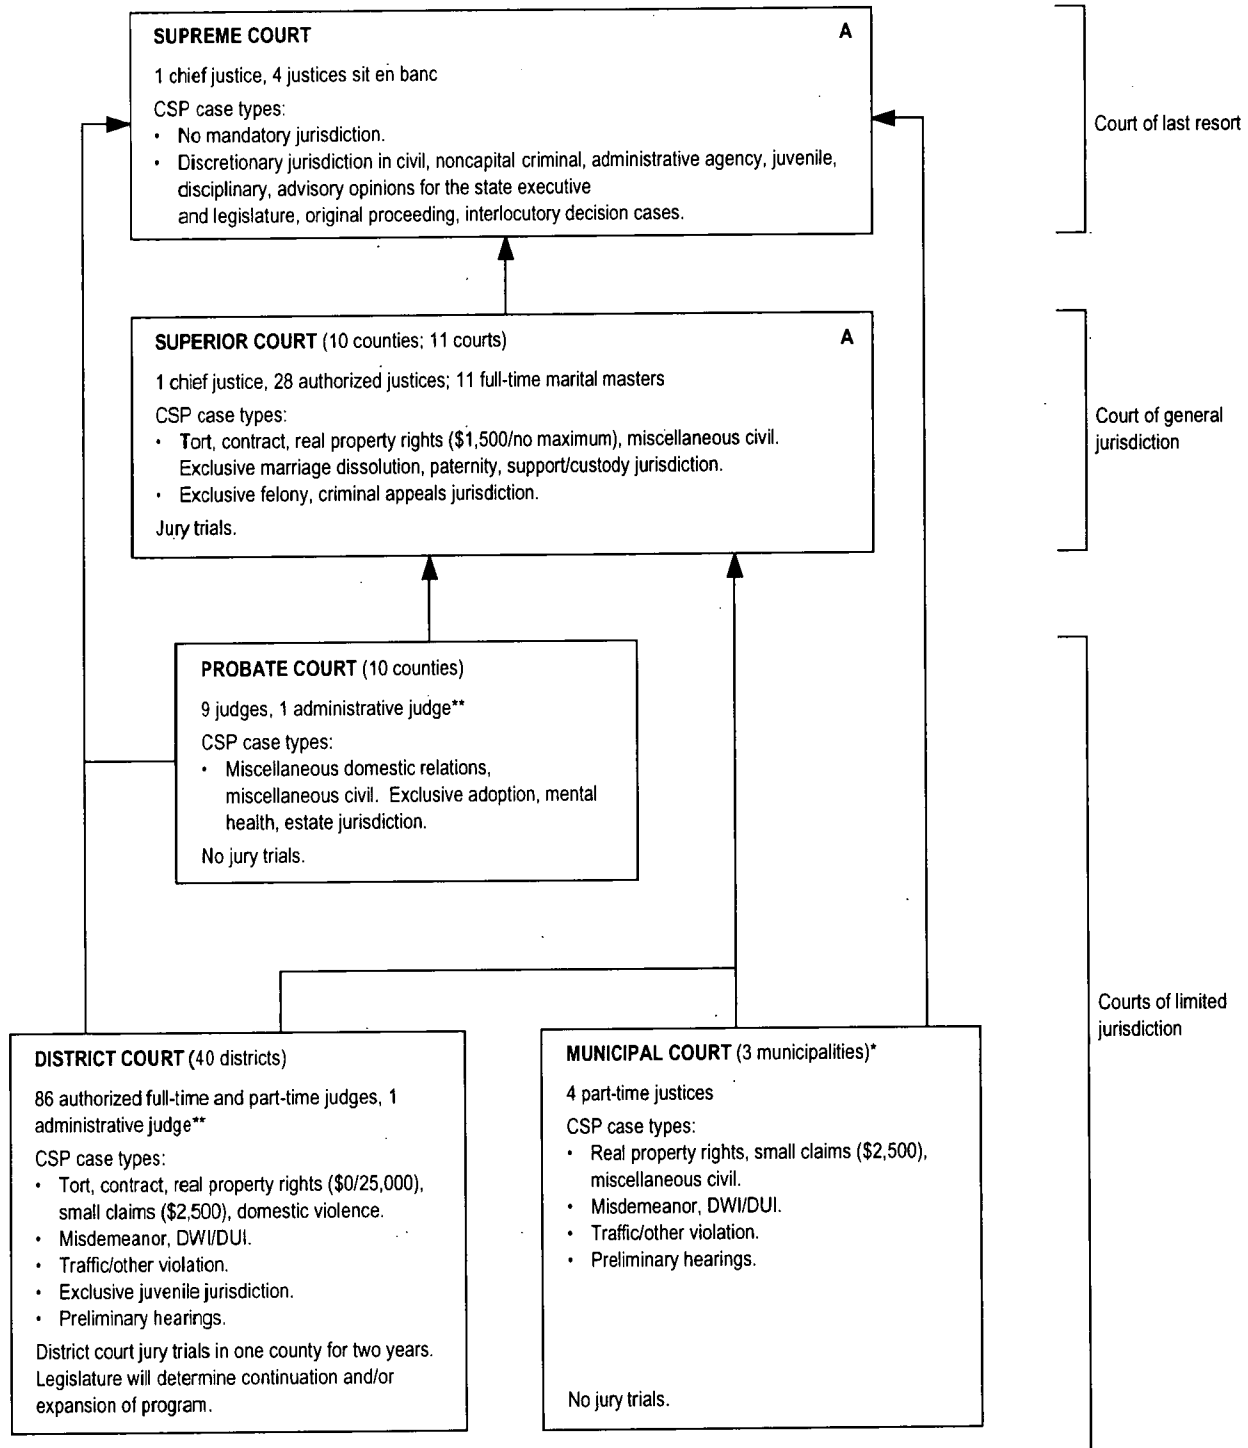 SUPREME COURT A
1 chief justice, 4 justices sit en banc
CSP case types:
• No mandatory jurisdiction.
• Discretionary jurisdiction in civil, noncapital criminal, administrative agency, juvenile,
disciplinary, advisory opinions for the state executive
and legislature, original proceeding, interlocutory decision cases.
Court of last resort
SUPERIOR COURT (10 counties; 11 courts) A
1 chief justice, 28 authorized justices; 11 full-time marital masters
CSP case types:
• Tort, contract, real property rights ($1,500/no maximum), miscellaneous civil.
Exclusive marriage dissolution, paternity, support/custody jurisdiction.
• Exclusive felony, criminal appeals jurisdiction.
Jury trials.
Court of general
jurisdiction
PROBATE COURT (10 counties)
9 judges, 1 administrative judge**
CSP case types:
• Miscellaneous domestic relations,
miscellaneous civil. Exclusive adoption, mental
health, estate jurisdiction.
No jury trials.
DISTRICT COURT (40 districts)
86 authorized full-time and part-time judges, 1
administrative judge**
CSP case types:
• Tort, contract, real property rights ($0/25,000),
small claims ($2,500), domestic violence.
• Misdemeanor, DWI/DUI.
• Traffic/other violation.
• Exclusive juvenile jurisdiction.
• Preliminary hearings.
District court jury trials in one county for two years.
Legislature will determine continuation and/or
expansion of program.
MUNICIPAL COURT (3 municipalities)*
4 part-time justices
CSP case types:
• Real property rights, small claims ($2,500),
miscellaneous civil.
• Misdemeanor, DWI/DUI.
• Traffic/other violation.
• Preliminary hearings.
No jury trials.
Courts of limited
jurisdiction